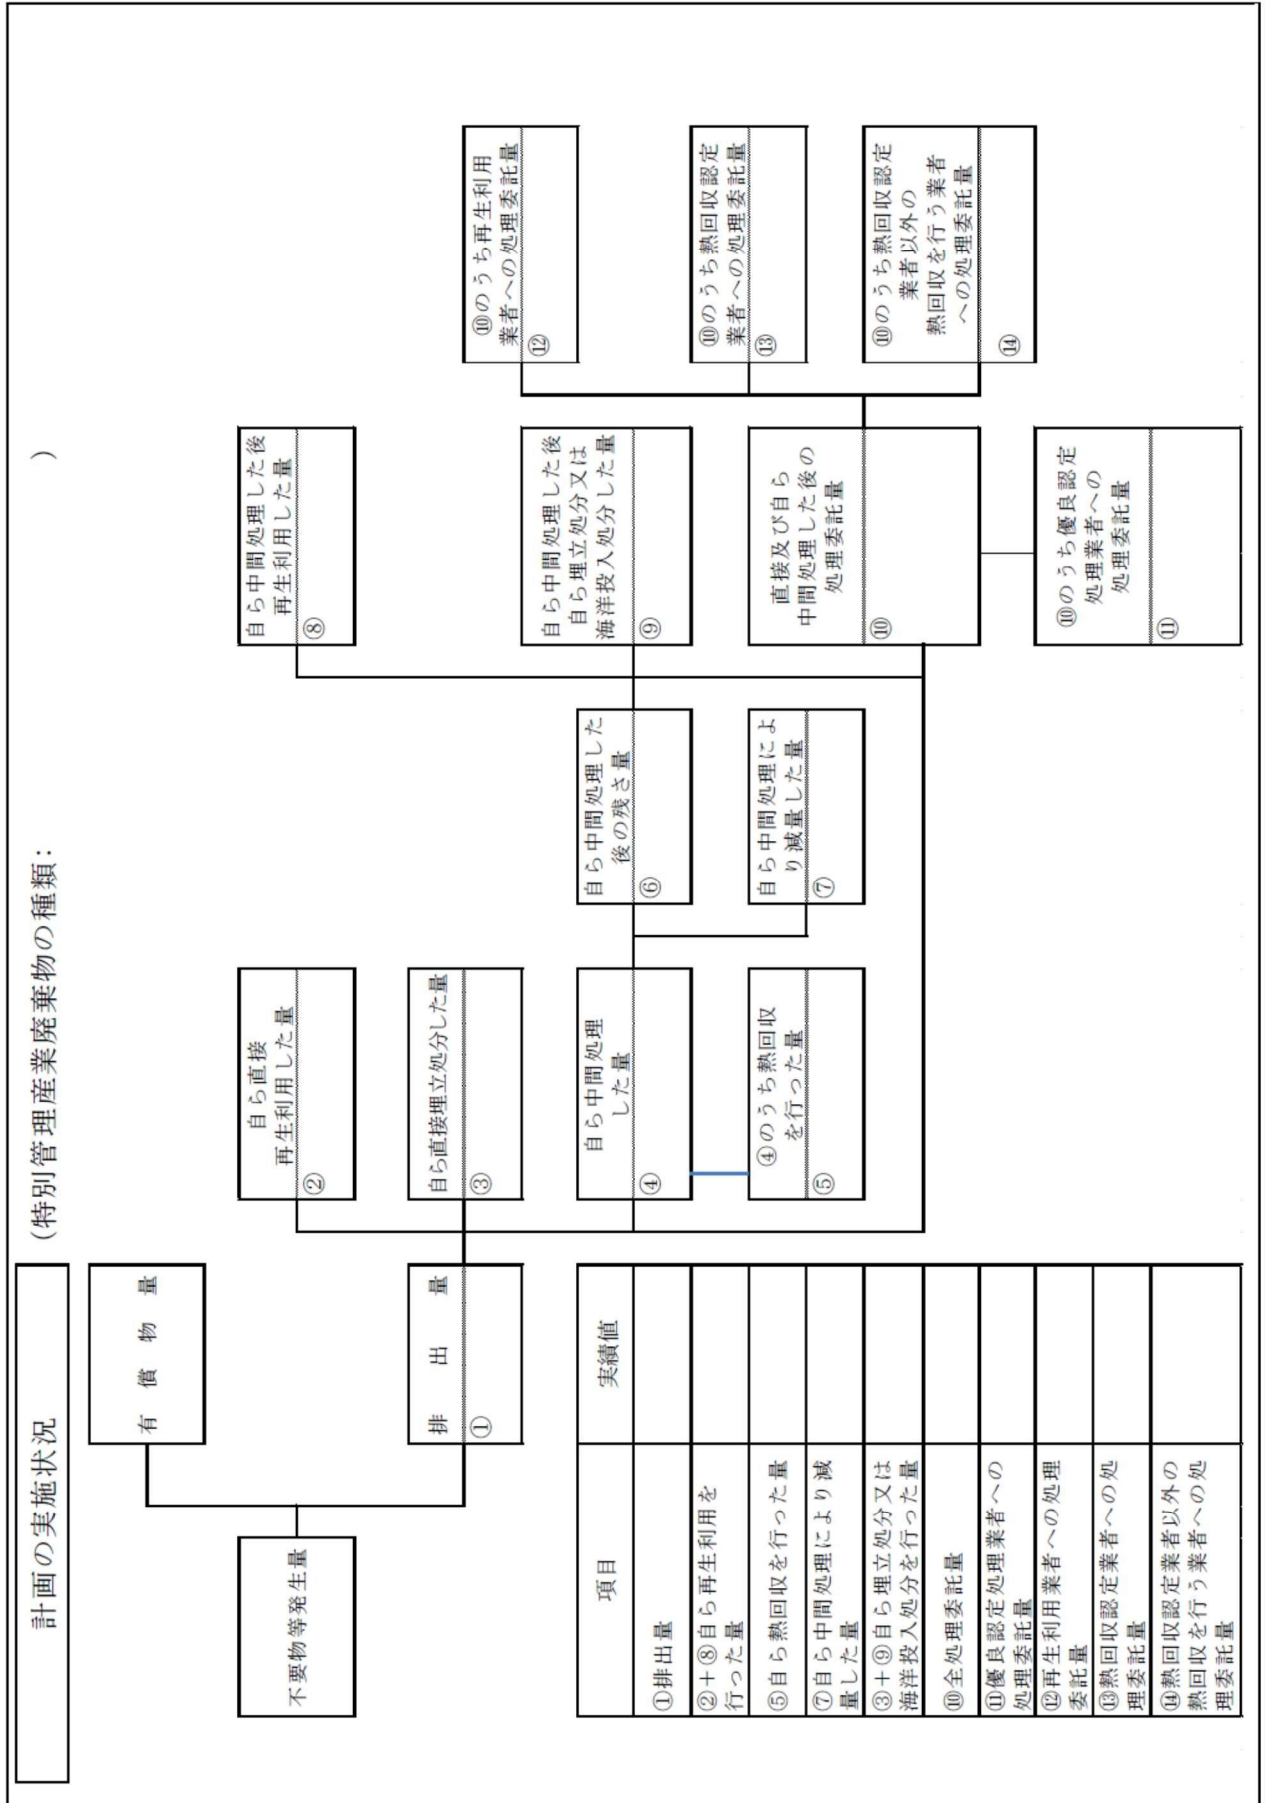 計画の実施状況
(特別管理産業廃棄物の種類:　)
不要物等発生量
有償物量
排出量
①
自ら直接
再生利用した量
②
自ら直接埋立処分した量
③
自ら中間処理
した量
④
④のうち熱回収
を行った量
⑤
自ら中間処理した
後の残さ量
⑥
自ら中間処理によ
り減量した量
⑦
自ら中間処理した後
再生利用した量
⑧
自ら中間処理した後
自ら埋立処分又は
海洋投入処分した量
⑨
直接及び自ら
中間処理した後の
処理委託量
⑩
⑩のうち優良認定
処理業者への
処理委託量
⑪
⑩のうち再生利用
業者への処理委託量
⑫
⑩のうち熱回収認定
業者への処理委託量
⑬
⑩のうち熱回収認定
業者以外の
熱回収を行う業者
への処理委託量
⑭
項目
実績値
①排出量
②+⑧自ら再生利用を
行った量
⑤自ら熱回収を行った量
⑦自ら中間処理により減
量した量
③+⑨自ら埋立処分又は
海洋投入処分を行った量
⑩全処理委託量
⑪優良認定処理業者への
処理委託量
⑫再生利用業者への処理
委託量
⑬熱回収認定業者への処
理委託量
⑭熱回収認定業者以外の
熱回収を行う業者への処
理委託量